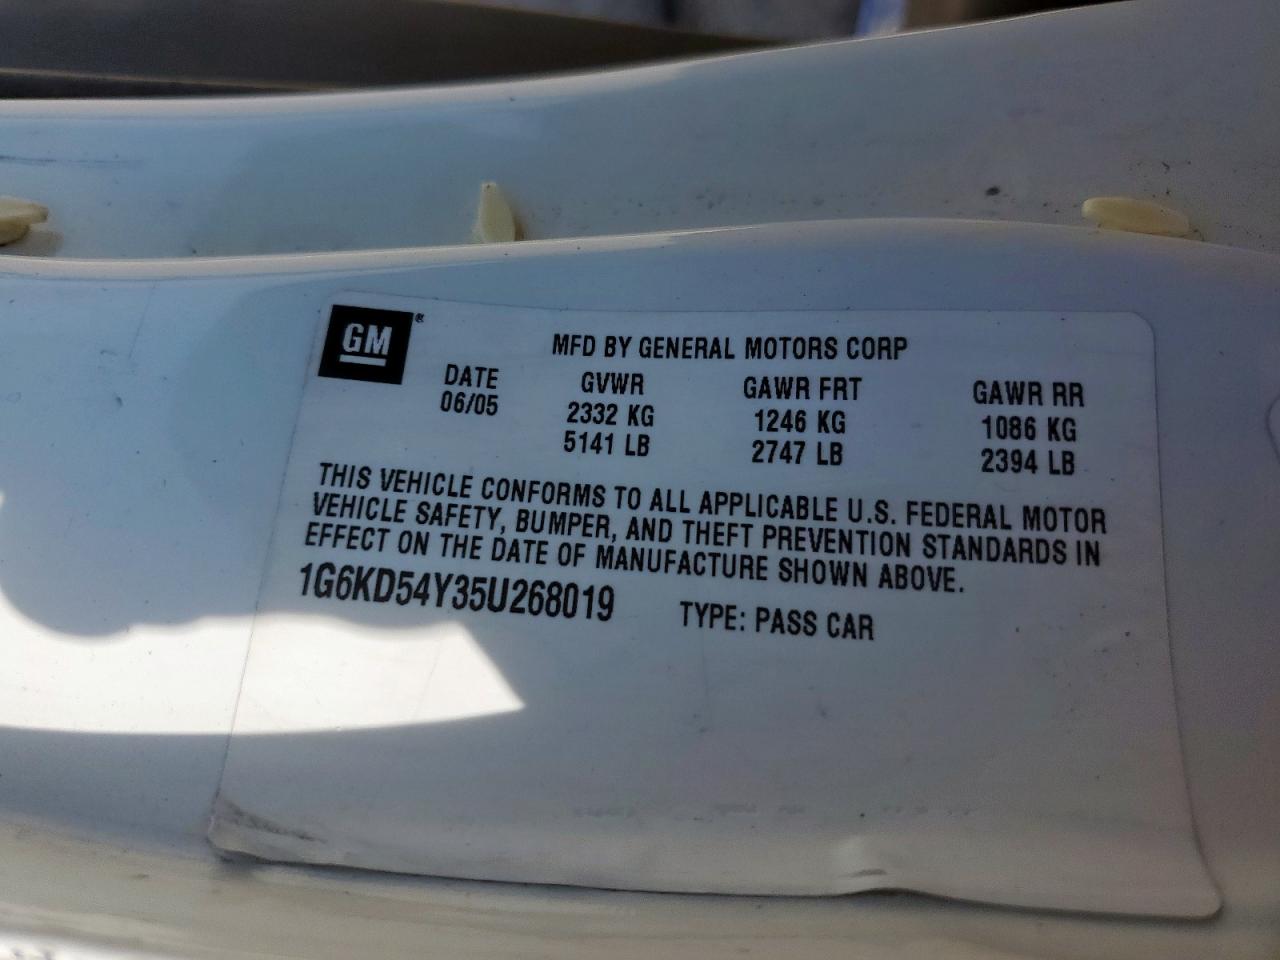 GM®
MFD BY GENERAL MOTORS CORP
DATE GVWR GAWR FRT GAWR RR
06/05 2332 KG 1246 KG 1086 KG
5141 LB 2747 LB 2394 LB
THIS VEHICLE CONFORMS TO ALL APPLICABLE U.S. FEDERAL MOTOR
VEHICLE SAFETY, BUMPER, AND THEFT PREVENTION STANDARDS IN
EFFECT ON THE DATE OF MANUFACTURE SHOWN ABOVE.
1G6KD54Y35U268019 TYPE: PASS CAR